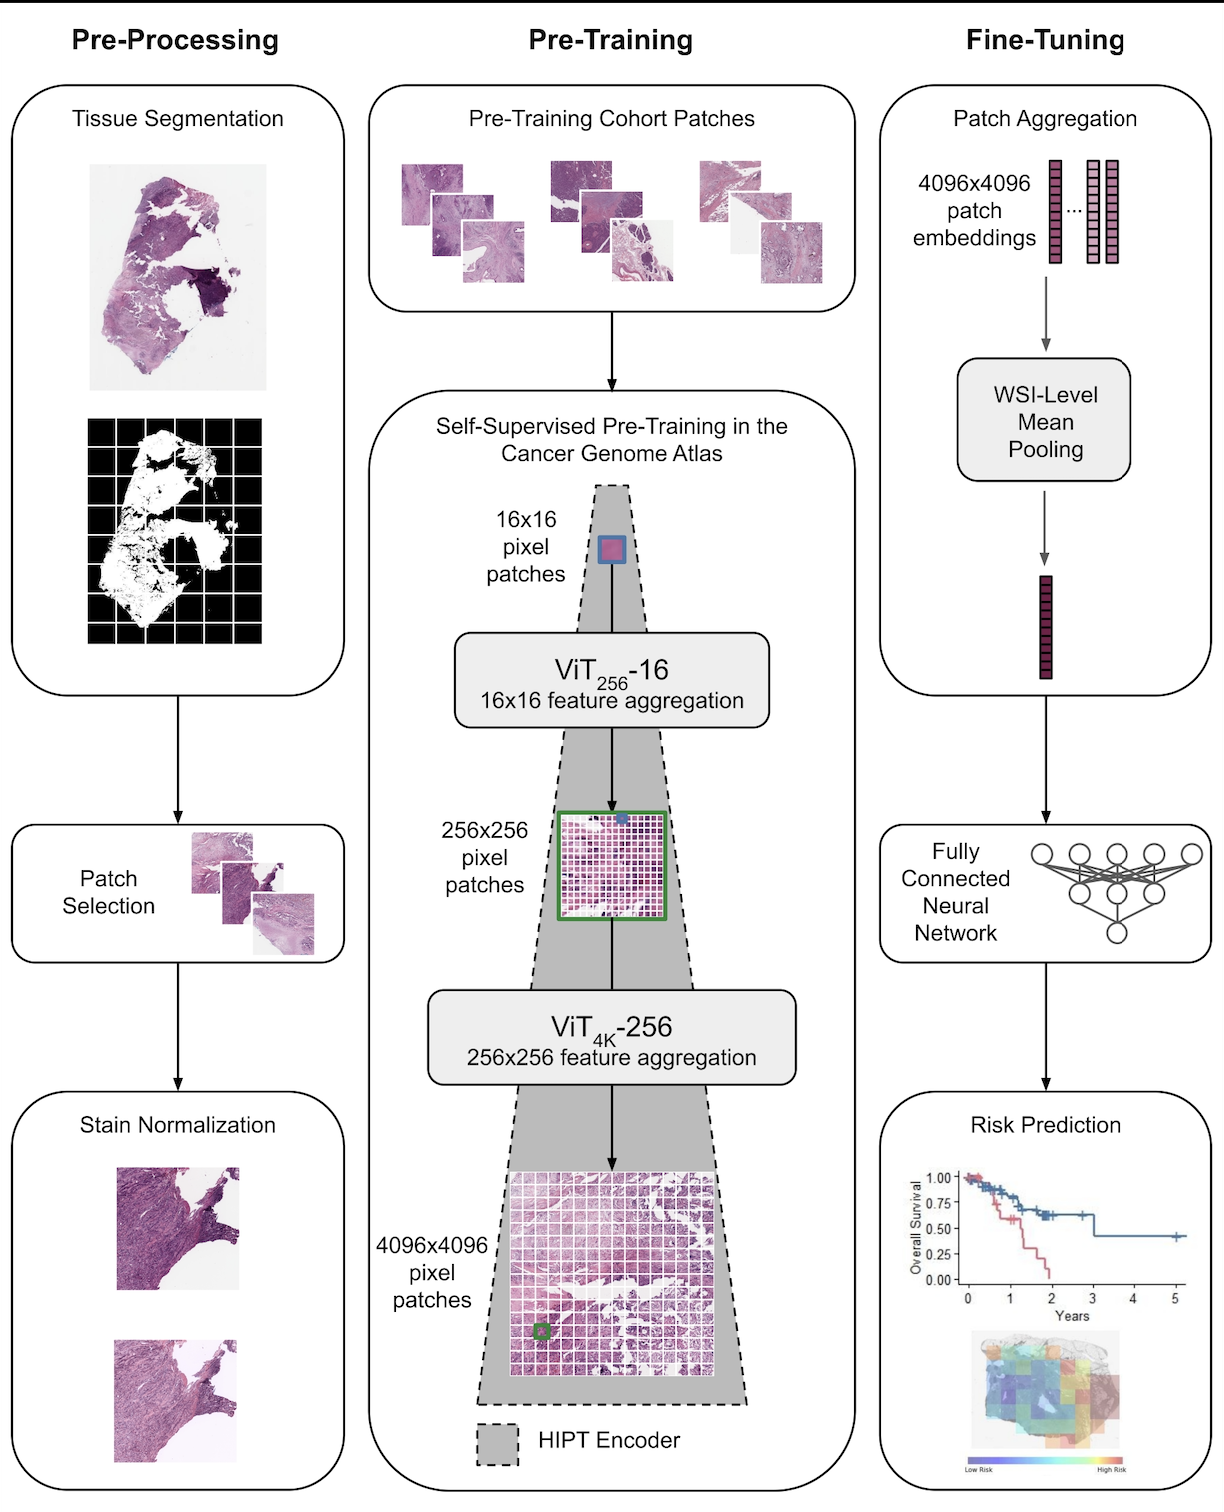 Pre-Processing
Tissue Segmentation
Patch
Selection
Stain Normalization
Pre-Training
Pre-Training Cohort Patches
Self-Supervised Pre-Training in the
Cancer Genome Atlas
16x16
pixel
patches
ViT256-16
16x16 feature aggregation
256x256
pixel
patches
ViT4K-256
256x256 feature aggregation
4096x4096
pixel
patches
HIPT Encoder
Fine-Tuning
Patch Aggregation
4096x4096
patch
embeddings
...
WSI-Level
Mean
Pooling
Fully
Connected
Neural
Network
Risk Prediction
Overall Survival
1.00
0.75
0.50
0.25
0.00
0 1 2 3 4 5
Years
Low Risk High Risk